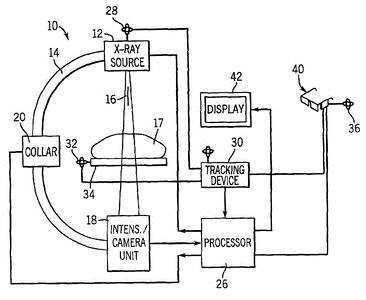 28
12
10
14
X-RAY
SOURCE
16
42
DISPLAY
40
36
20
COLLAR
17
32
34
30
TRACKING
DEVICE
18
INTENS./
CAMERA
UNIT
PROCESSOR
26